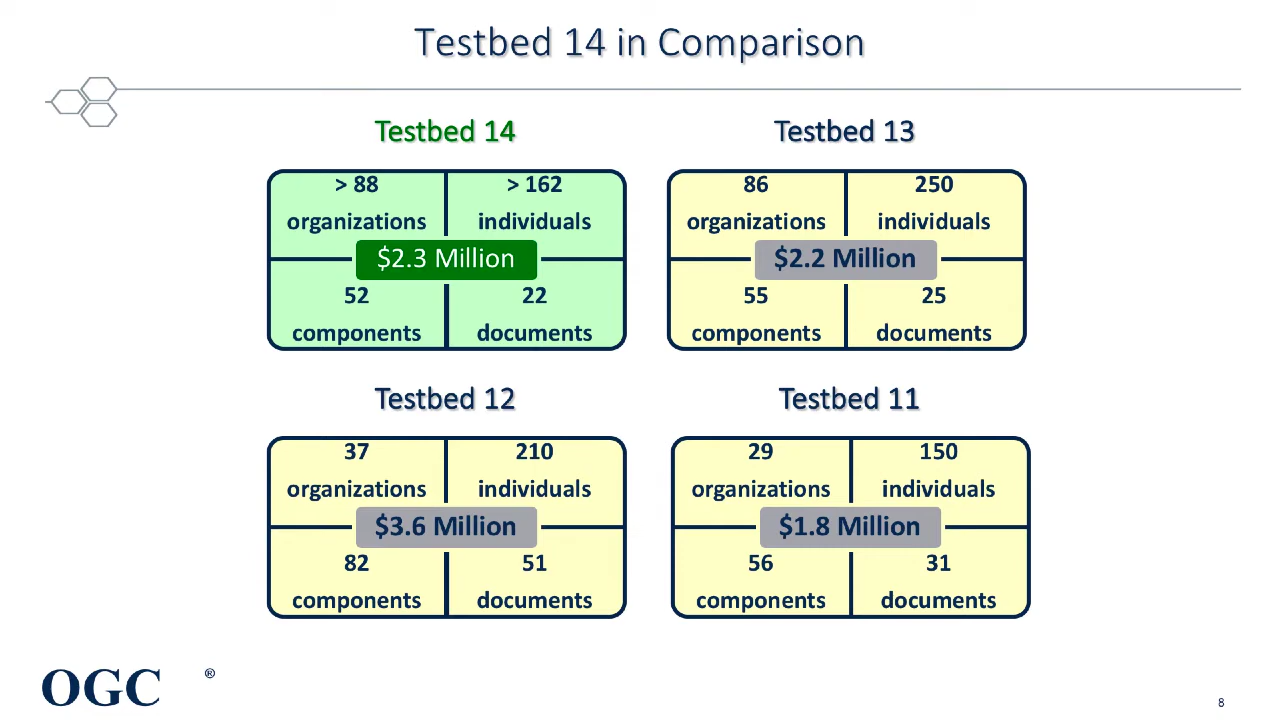 Testbed 14 in Comparison
Testbed 14
> 88
organizations
> 162
individuals
$2.3 Million
52
components
22
documents
Testbed 13
86
organizations
250
individuals
$2.2 Million
55
components
25
documents
Testbed 12
37
organizations
210
individuals
$3.6 Million
82
components
51
documents
Testbed 11
29
organizations
150
individuals
$1.8 Million
56
components
31
documents
OGC ®
8